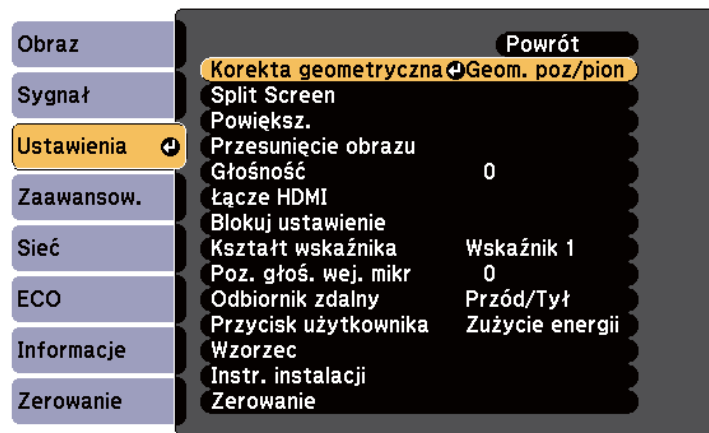 Obraz
Sygnał
Ustawienia
Zaawansow.
Sieć
ECO
Informacje
Zerowanie
Powrót
Korekta geometryczna Geom. poz/pion
Split Screen
Powiększ.
Przesunięcie obrazu
Głośność 0
Łącze HDMI
Blokuj ustawienie
Kształt wskaźnika Wskaźnik 1
Poz. głoś. wej. mikr 0
Odbiornik zdalny Przód/Tył
Przycisk użytkownika Zużycie energii
Wzorzec
Instr. instalacji
Zerowanie